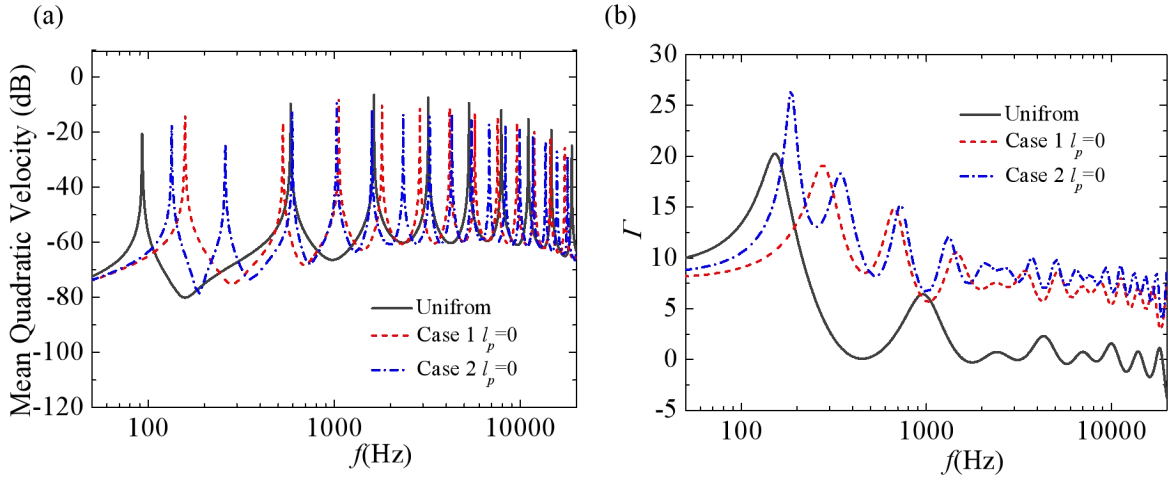 (a)
Mean Quadratic Velocity (dB)
0
-20
-40
-60
-80
-100
-120
100
1000
10000
f(Hz)
Unifrom
Case 1 lp=0
Case 2 lp=0
(b)
Γ
30
25
20
15
10
5
0
-5
100
1000
10000
f(Hz)
Unifrom
Case 1 lp=0
Case 2 lp=0